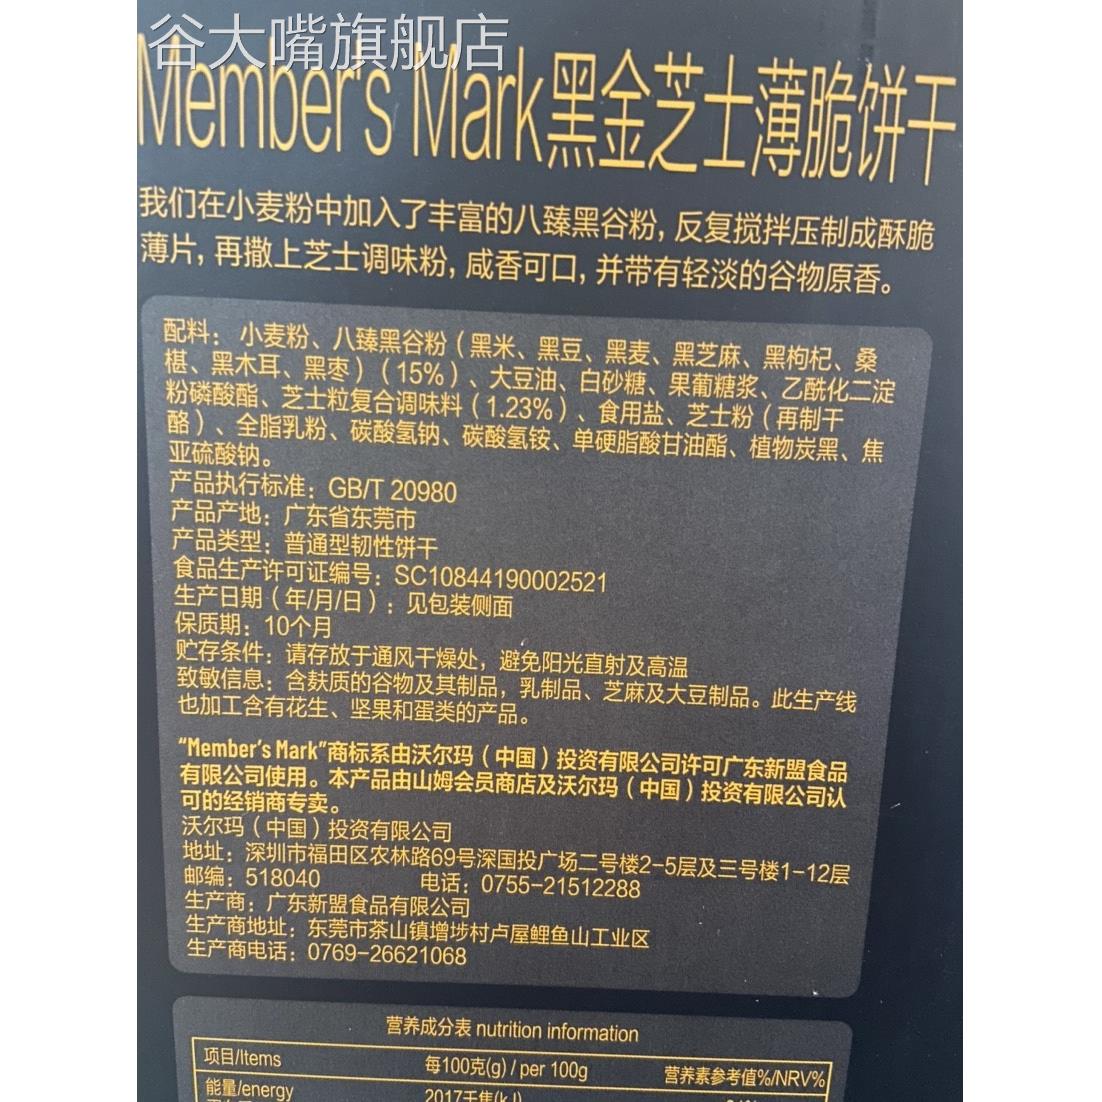 谷大嘴旗舰店
Member's Mark黑金芝士薄脆饼干
我们在小麦粉中加入了丰富的八臻黑谷粉，反复搅拌压制成酥脆
薄片，再撒上芝士调味粉，咸香可口，并带有轻淡的谷物原香。
配料： 小麦粉、八臻黑谷粉（黑米、黑豆、黑麦、黑芝麻、黑枸杞、桑
椹、黑木耳、黑枣）（15%）、大豆油、白砂糖、果葡糖浆、乙酰化二淀
粉磷酸酯、芝士粒复合调味料（1.23%）、食用盐、芝士粉（再制干
酪）、全脂乳粉、碳酸氢钠、碳酸氢铵、单硬脂酸甘油酯、植物炭黑、焦
亚硫酸钠。
产品执行标准：GB/T 20980
产品产地：广东省东莞市
产品类型：普通型韧性饼干
食品生产许可证编号：SC10844190002521
生产日期（年/月/日）：见包装侧面
保质期：10个月
贮存条件：请存放于通风干燥处，避免阳光直射及高温
致敏信息：含麸质的谷物及其制品，乳制品、芝麻及大豆制品。此生产线
也加工含有花生、坚果和蛋类的产品。
“Member’s Mark”商标系由沃尔玛（中国）投资有限公司许可广东新盟食品
有限公司使用。本产品由山姆会员商店及沃尔玛（中国）投资有限公司认
可的经销商专卖。
沃尔玛（中国）投资有限公司
地址：深圳市福田区农林路69号深国投广场二号楼2-5层及三号楼1-12层
邮编：518040 电话：0755-21512288
生产商：广东新盟食品有限公司
生产商地址：东莞市茶山镇增埗村卢屋鲤鱼山工业区
生产商电话：0769-26621068
营养成分表 nutrition information
项目/Items 每100克(g) / per 100g 营养素参考值%/NRV%
能量/energy 2017千焦(kJ)